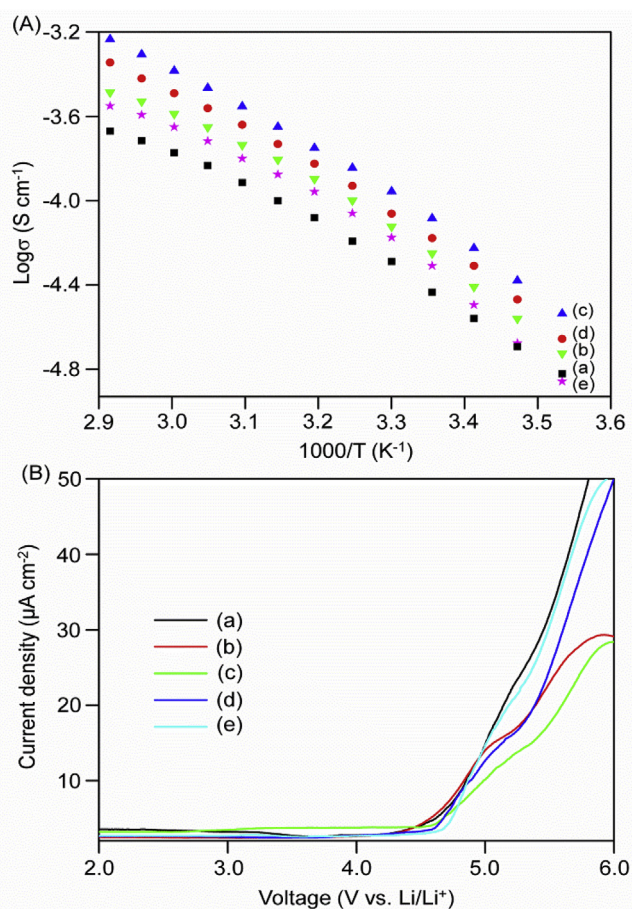 (A)
-3.2
-3.6
-4.0
-4.4
-4.8
Logσ (S cm⁻¹)
(c)
(d)
(b)
(a)
(e)
2.9 3.0 3.1 3.2 3.3 3.4 3.5 3.6
1000/T (K⁻¹)
(B)
50
40
30
20
10
Current density (μA cm⁻²)
(a)
(b)
(c)
(d)
(e)
2.0 3.0 4.0 5.0 6.0
Voltage (V vs. Li/Li⁺)